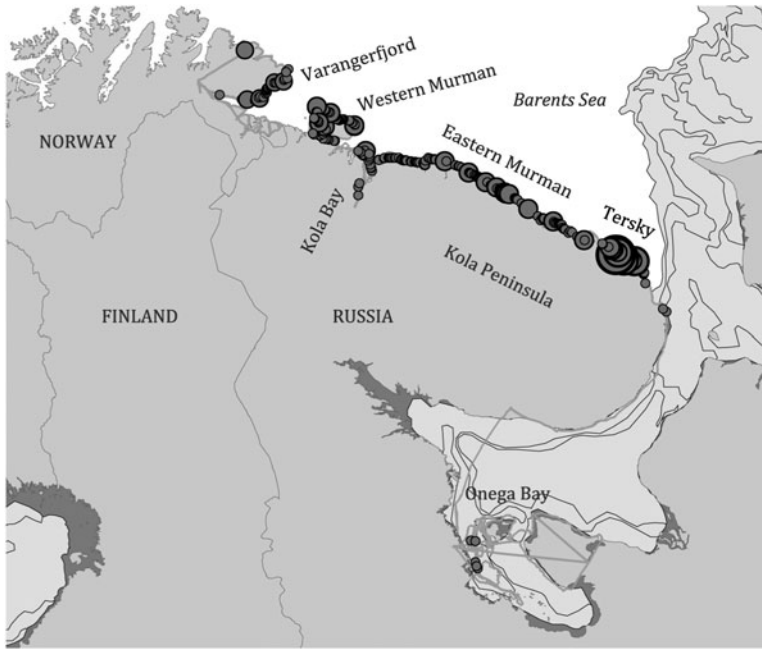 Varangerfjord
Western Murman
Barents Sea
NORWAY
Eastern Murman
Kola Bay
Tersky
Kola Peninsula
FINLAND
RUSSIA
Onega Bay